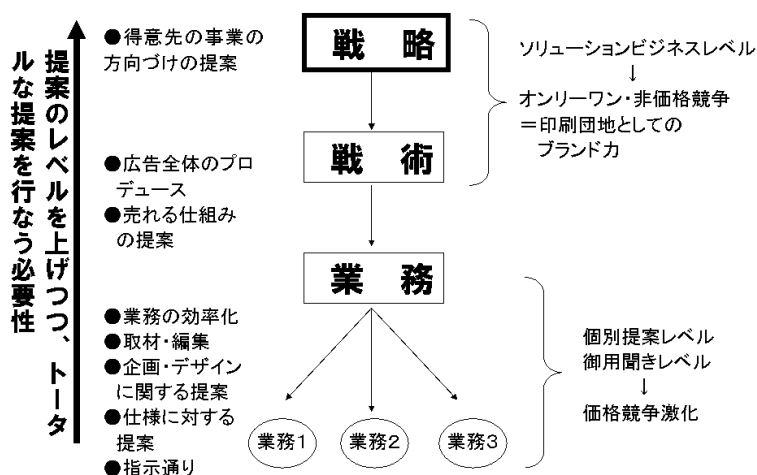 提案のレベルを上げつつ、トータ
ルな提案を行なう必要性
●得意先の事業の
方向づけの提案
戦　略
ソリューションビジネスレベル
↓
オンリーワン・非価格競争
＝印刷団地としての
ブランド力
●広告全体のプロ
デュース
●売れる仕組み
の提案
戦　術
業　務
●業務の効率化
●取材・編集
●企画・デザイン
に関する提案
●仕様に対する
提案
●指示通り
業務1
業務2
業務3
個別提案レベル
御用聞きレベル
↓
価格競争激化